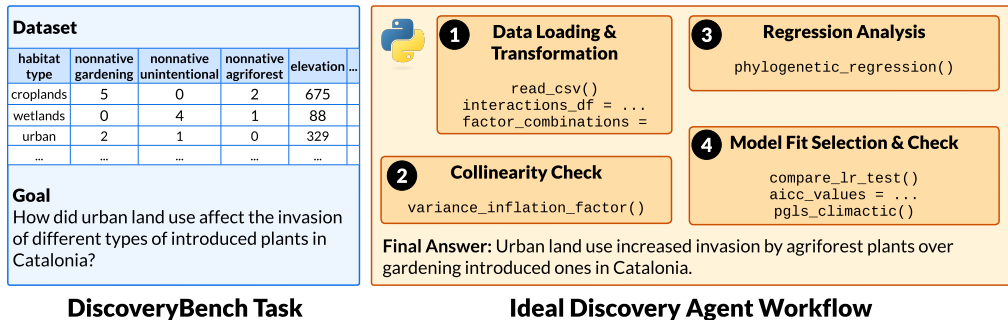 Dataset
habitat type | nonnative gardening | nonnative unintentional | nonnative agriforest | elevation | ...
croplands | 5 | 0 | 2 | 675
wetlands | 0 | 4 | 1 | 88
urban | 2 | 1 | 0 | 329
... | ... | ... | ... | ...
Goal
How did urban land use affect the invasion
of different types of introduced plants in
Catalonia?
DiscoveryBench Task
1
Data Loading &
Transformation
read_csv()
interactions_df = ...
factor_combinations =
2
Collinearity Check
variance_inflation_factor()
3
Regression Analysis
phylogenetic_regression()
4
Model Fit Selection & Check
compare_lr_test()
aicc_values = ...
pgls_climactic()
Final Answer: Urban land use increased invasion by agriforest plants over
gardening introduced ones in Catalonia.
Ideal Discovery Agent Workflow